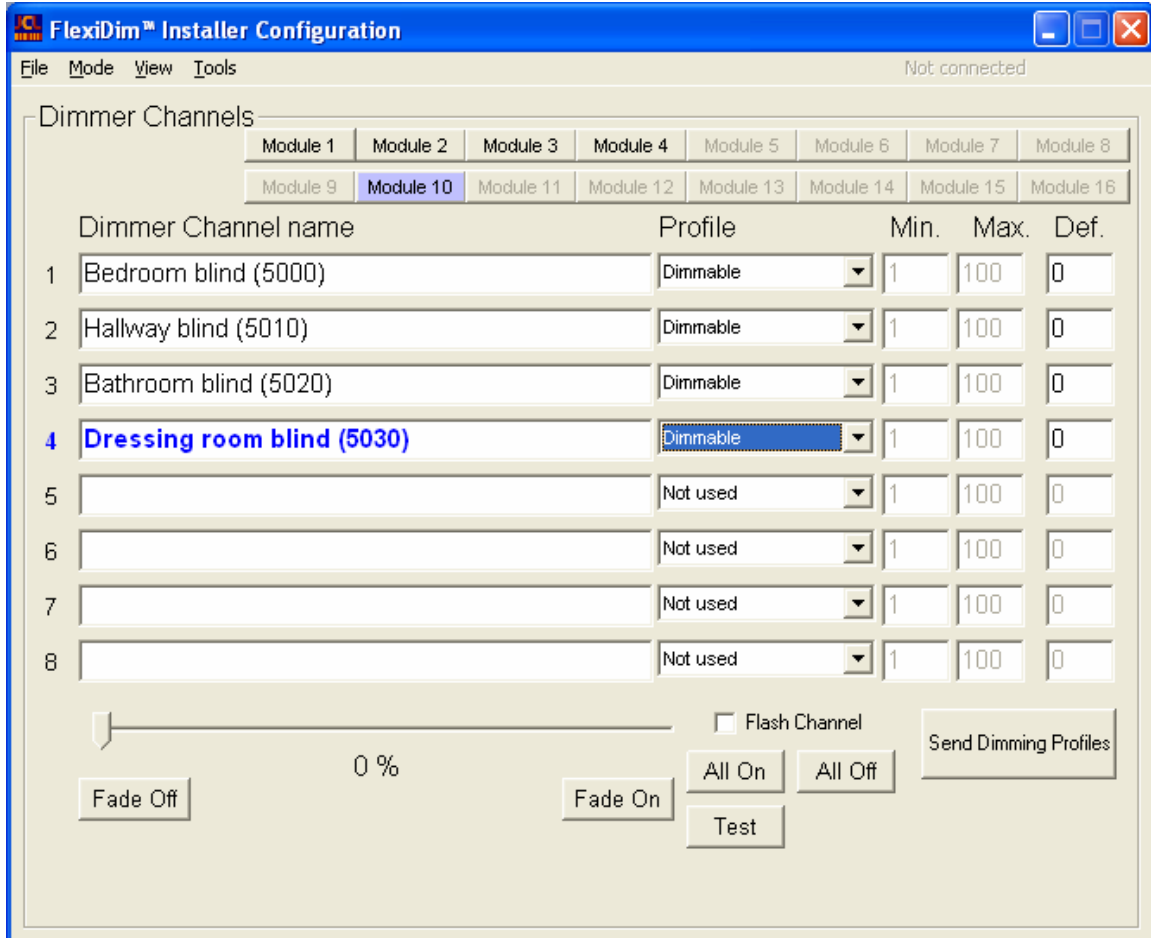 JCL
FlexiDim™ Installer Configuration
File Mode View Tools Not connected
Dimmer Channels
Module 1 Module 2 Module 3 Module 4 Module 5 Module 6 Module 7 Module 8
Module 9 Module 10 Module 11 Module 12 Module 13 Module 14 Module 15 Module 16
Dimmer Channel name Profile Min. Max. Def.
1 Bedroom blind (5000) Dimmable 1 100 0
2 Hallway blind (5010) Dimmable 1 100 0
3 Bathroom blind (5020) Dimmable 1 100 0
4 Dressing room blind (5030) Dimmable 1 100 0
5 Not used 1 100 0
6 Not used 1 100 0
7 Not used 1 100 0
8 Not used 1 100 0
Flash Channel
Send Dimming Profiles
0 %
All On All Off
Fade Off Fade On
Test